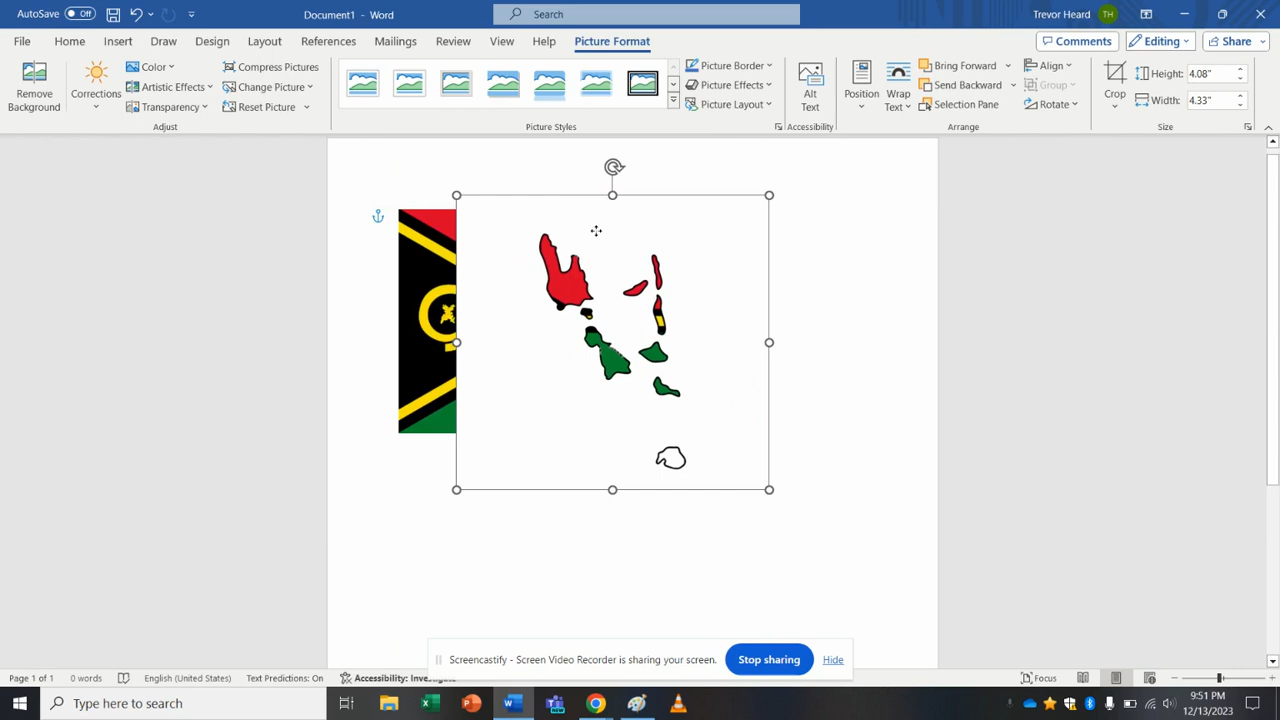 AutoSave Off Document1 - Word Search Trevor Heard TH
File Home Insert Draw Design Layout References Mailings Review View Help Picture Format Comments Editing Share
Remove Background Corrections Color Artistic Effects Transparency Compress Pictures Change Picture Reset Picture
Picture Border Picture Effects Picture Layout Alt Text Position Wrap Text Bring Forward Send Backward Selection Pane Align Group Rotate Crop Height: 4.08" Width: 4.33"
Adjust Picture Styles Accessibility Arrange Size
Screencastify - Screen Video Recorder is sharing your screen. Stop sharing Hide
Page 1 of 1 0 words English (United States) Text Predictions: On Accessibility: Investigate Focus
Type here to search 9:51 PM
12/13/2023